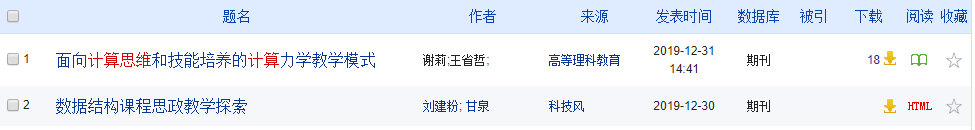 题名 作者 来源 发表时间 数据库 被引 下载 阅读 收藏
1 面向计算思维和技能培养的计算力学教学模式 谢莉;王省哲; 高等理科教育 2019-12-31 14:41 期刊 18
2 数据结构课程思政教学探索 刘建粉; 甘泉 科技风 2019-12-30 期刊 HTML